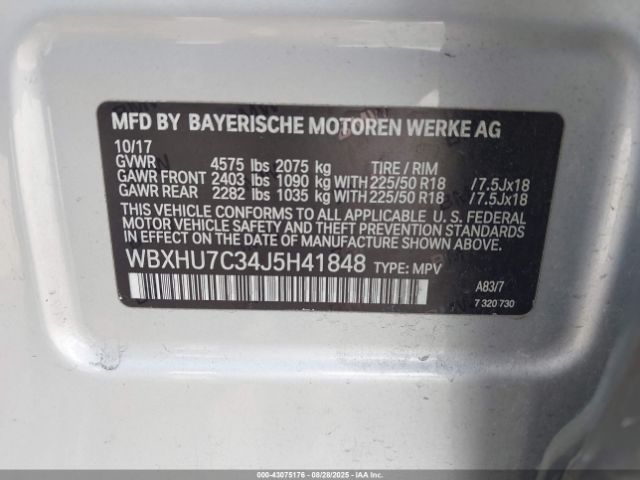 MFD BY BAYERISCHE MOTOREN WERKE AG
10/17
GVWR 4575 lbs 2075 kg TIRE / RIM
GAWR FRONT 2403 lbs 1090 kg WITH 225/50 R18 /7.5Jx18
GAWR REAR 2282 lbs 1035 kg WITH 225/50 R18 /7.5Jx18
THIS VEHICLE CONFORMS TO ALL APPLICABLE U. S. FEDERAL
MOTOR VEHICLE SAFETY AND THEFT PREVENTION STANDARDS
IN EFFECT ON THE DATE OF MANUFACTURE SHOWN ABOVE.
WBXHU7C34J5H41848 TYPE: MPV
A83/7
7 320 730
000-43075176 - 08/28/2025 - IAAI.COM - COPART